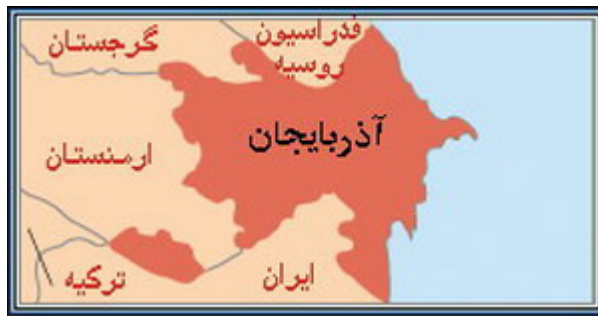 گرجستان
فدراسیون
روسیه
آذربایجان
ارمنستان
ترکیه
ایران